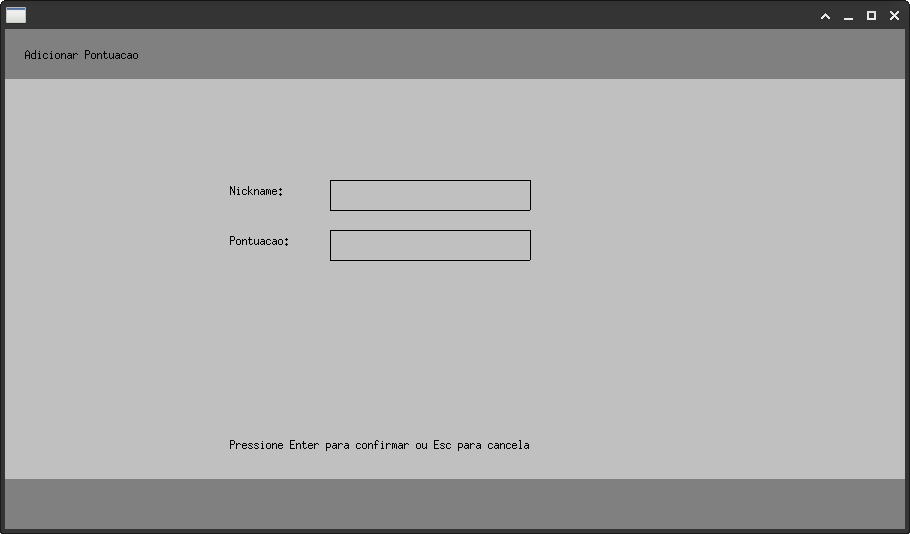 Adicionar Pontuacao
Nickname:
Pontuacao:
Pressione Enter para confirmar ou Esc para cancela